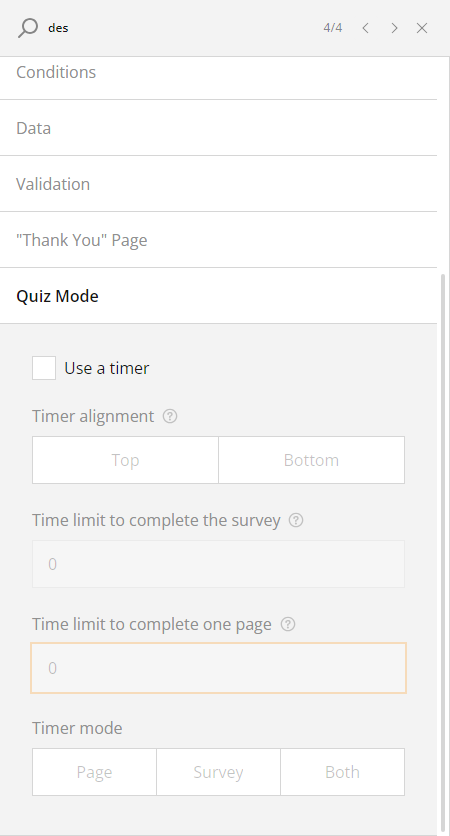 des 4/4
Conditions
Data
Validation
"Thank You" Page
Quiz Mode
Use a timer
Timer alignment ?
Top Bottom
Time limit to complete the survey ?
0
Time limit to complete one page ?
0
Timer mode
Page Survey Both